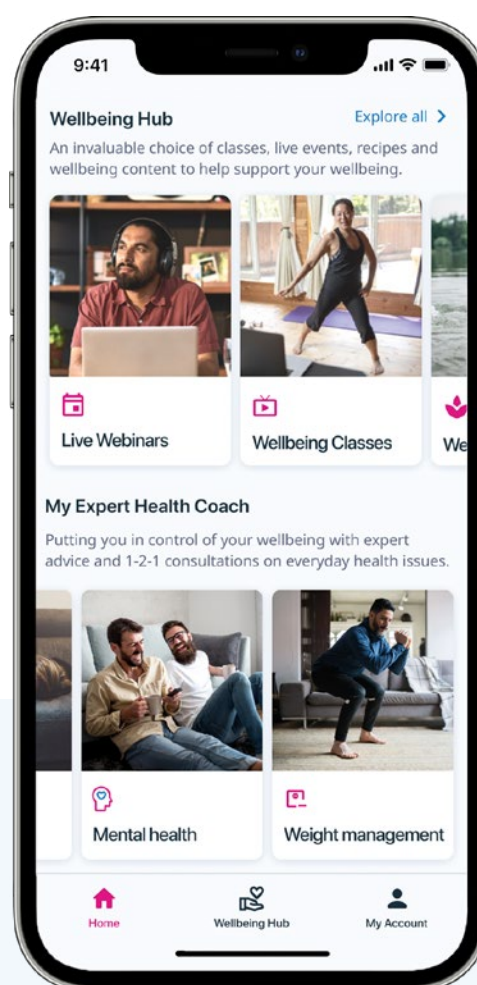 9:41
Wellbeing Hub
Explore all
An invaluable choice of classes, live events, recipes and
wellbeing content to help support your wellbeing.
Live Webinars
Wellbeing Classes
We
My Expert Health Coach
Putting you in control of your wellbeing with expert
advice and 1-2-1 consultations on everyday health issues.
Mental health
Weight management
Home
Wellbeing Hub
My Account